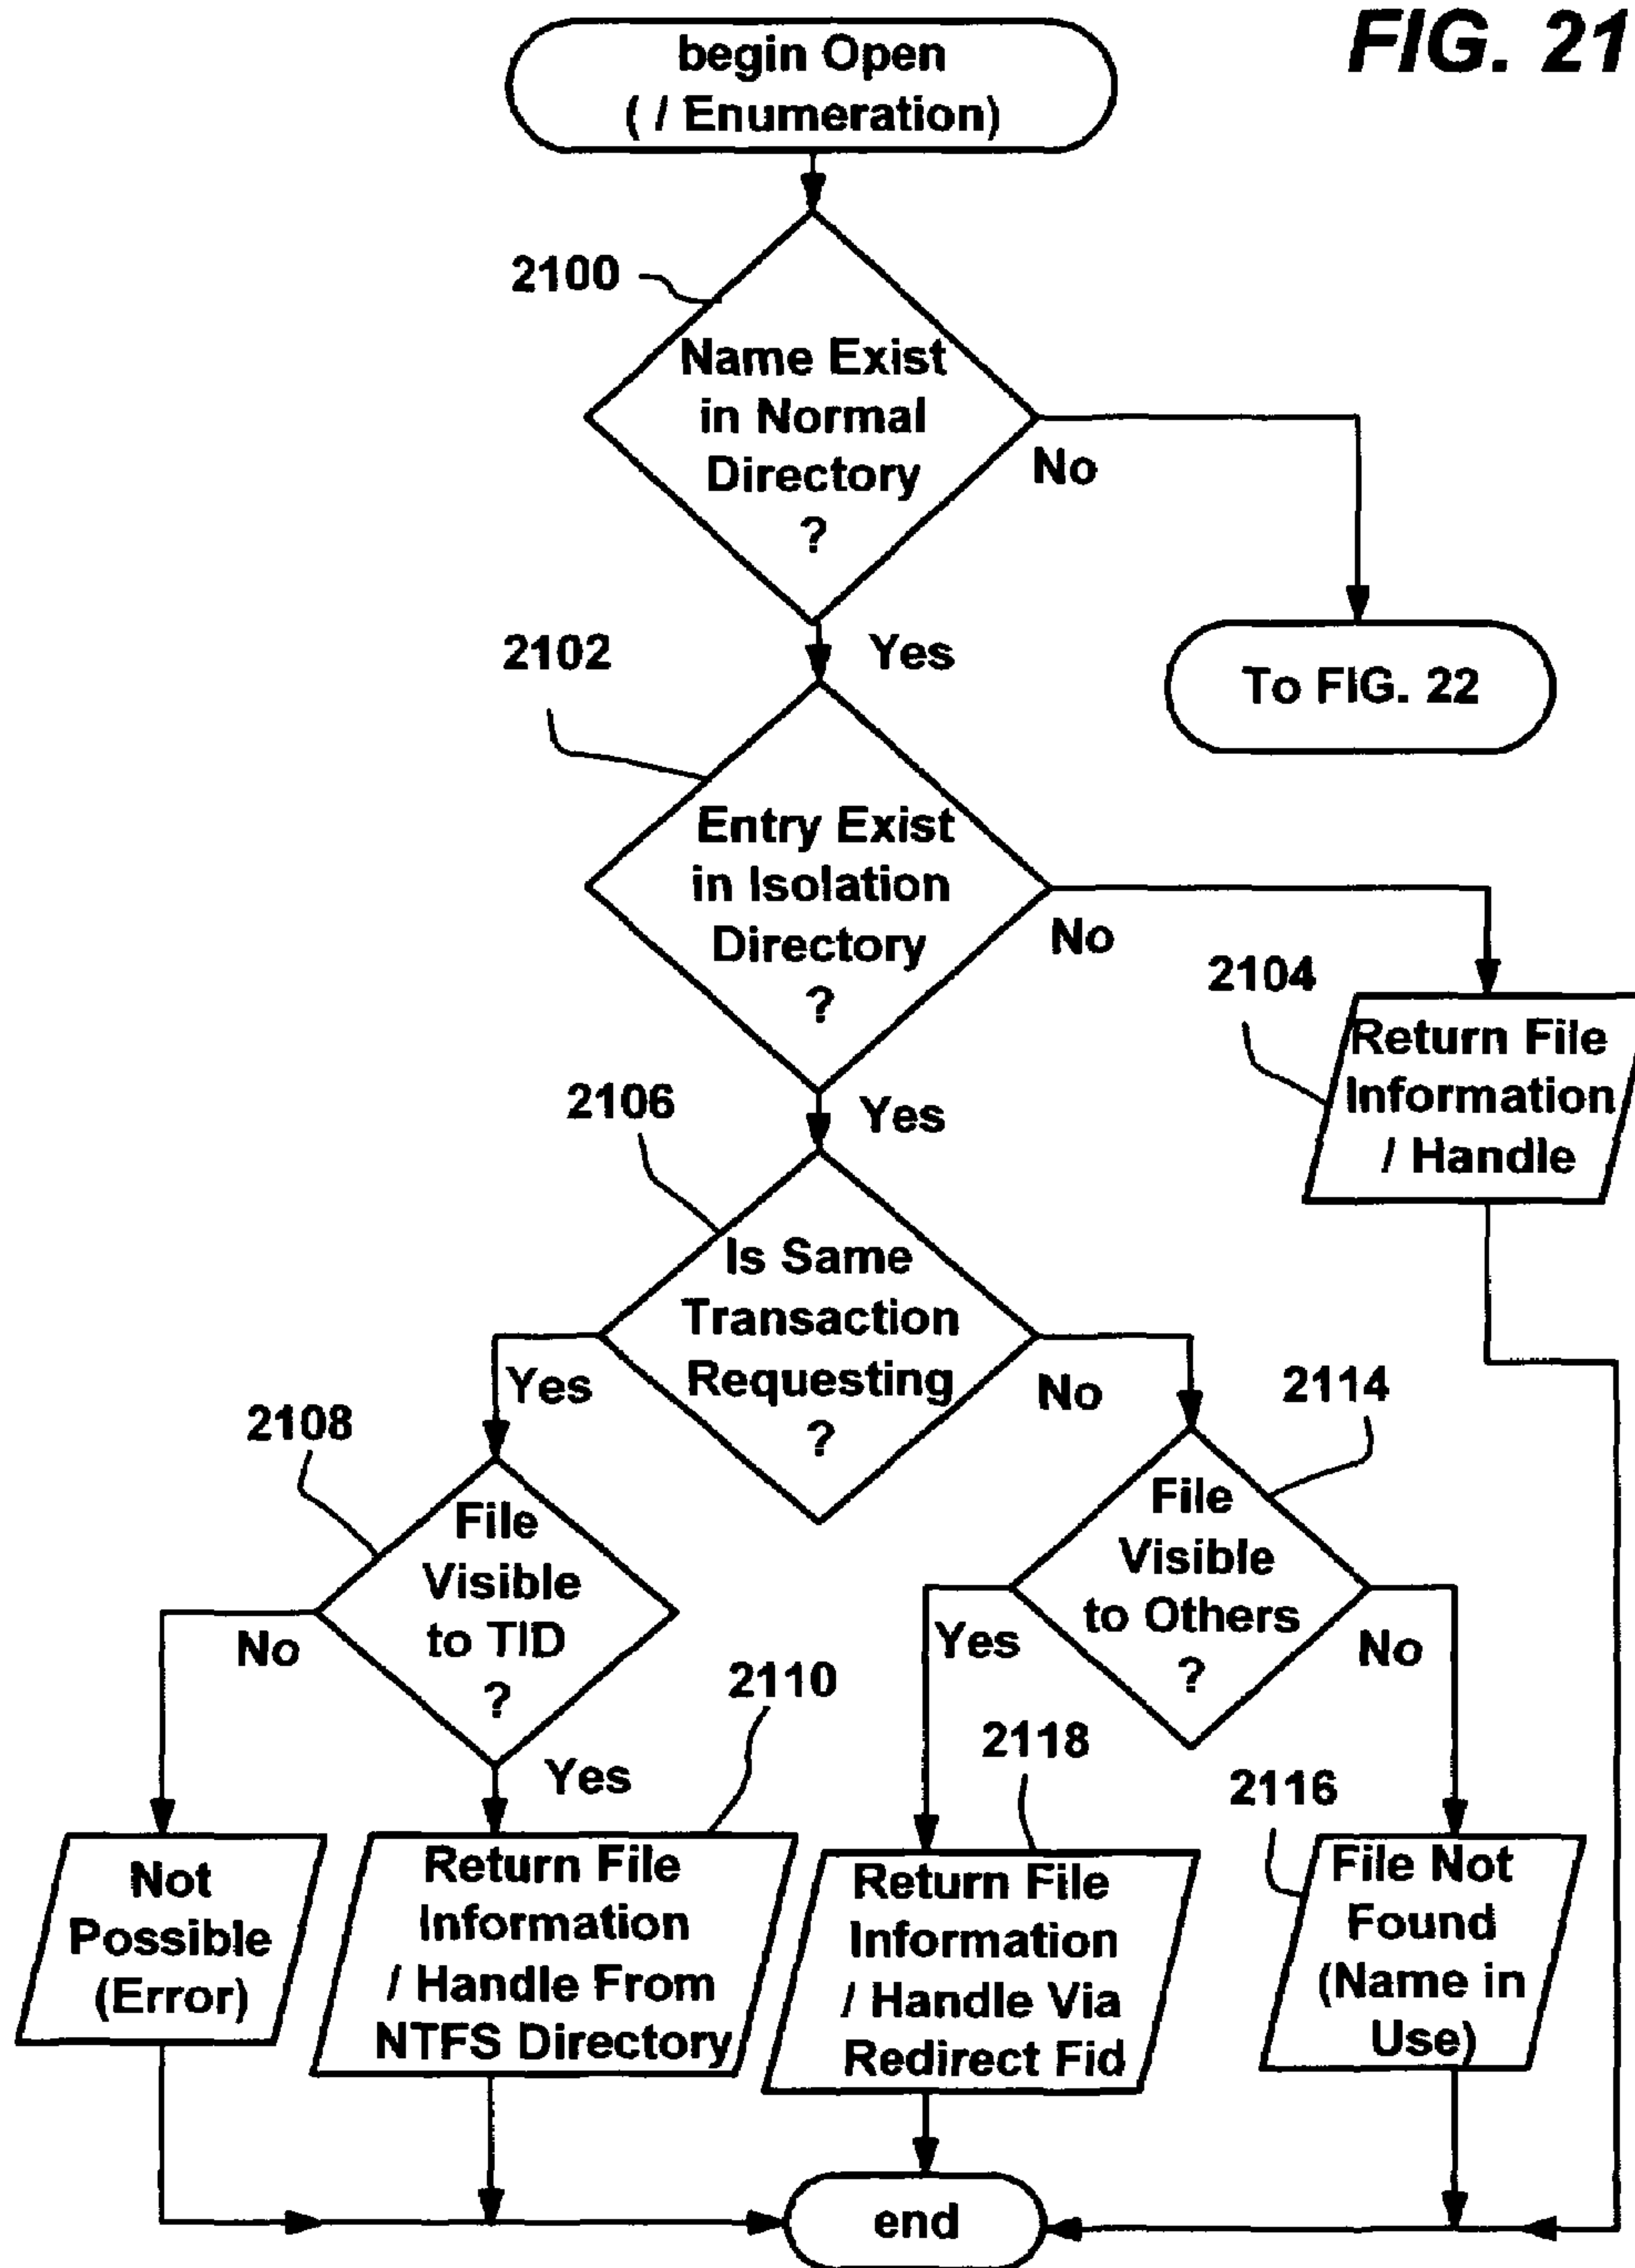 FIG. 21
begin Open
( / Enumeration)
2100
Name Exist
in Normal
Directory
?
No
Yes
To FIG. 22
2102
Entry Exist
in Isolation
Directory
?
No
Yes
2104
Return File
Information
/ Handle
2106
Is Same
Transaction
Requesting
?
Yes
No
2108
File
Visible
to TID
?
No
Yes
2114
File
Visible
to Others
?
Yes
No
2110
2118
2116
Not
Possible
(Error)
Return File
Information
/ Handle From
NTFS Directory
Return File
Information
/ Handle Via
Redirect Fid
File Not
Found
(Name in
Use)
end